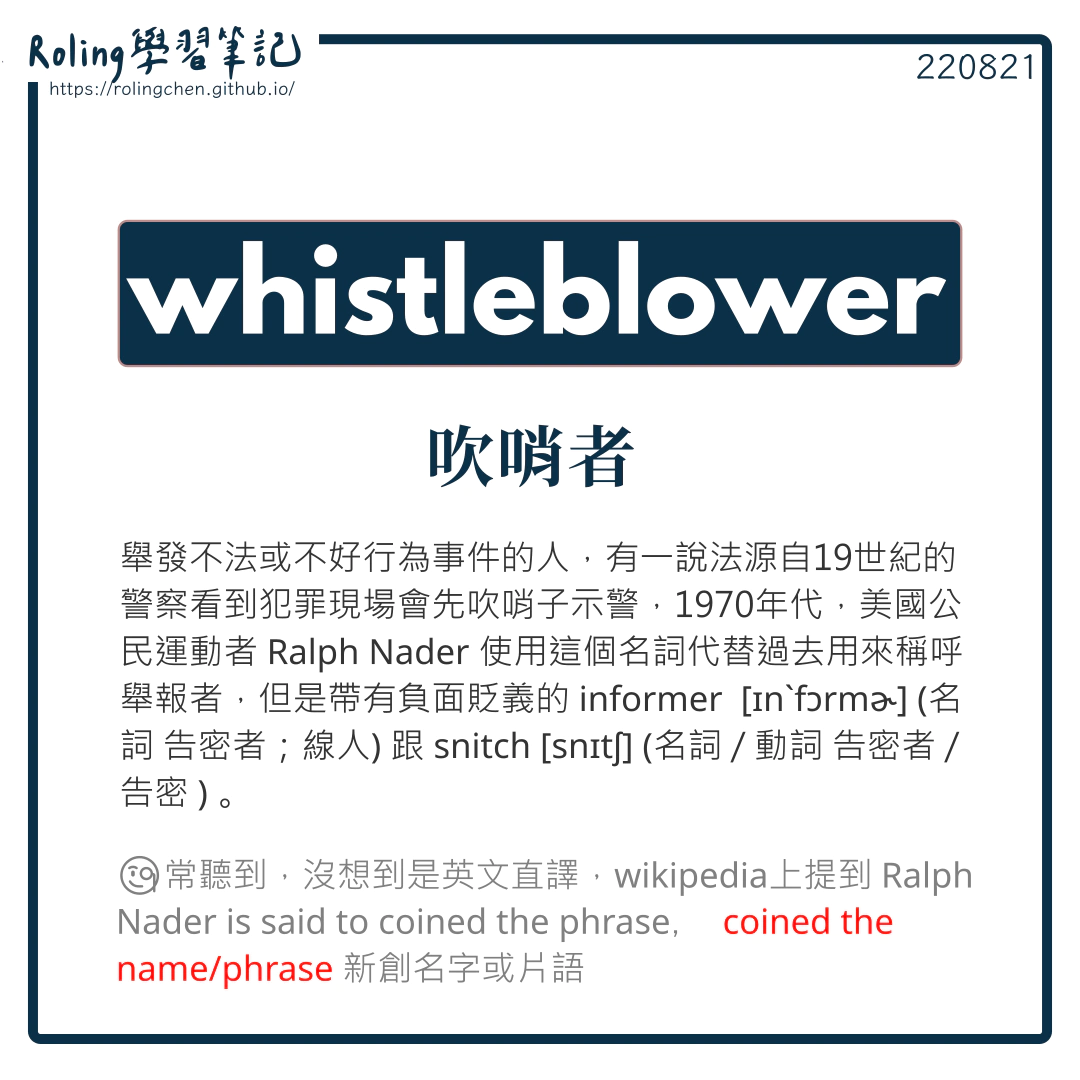 Roling學習筆記
https://rolingchen.github.io/
220821
whistleblower
吹哨者
舉發不法或不好行為事件的人，有一說法源自19世紀的
警察看到犯罪現場會先吹哨子示警，1970年代，美國公
民運動者 Ralph Nader 使用這個名詞代替過去用來稱呼
舉報者，但是帶有負面貶義的 informer [ɪnˋfɔrmɚ] (名
詞 告密者；線人) 跟 snitch [snɪtʃ] (名詞 / 動詞 告密者 /
告密 ) 。
🧐常聽到，沒想到是英文直譯，wikipedia上提到 Ralph
Nader is said to coined the phrase, coined the
name/phrase 新創名字或片語